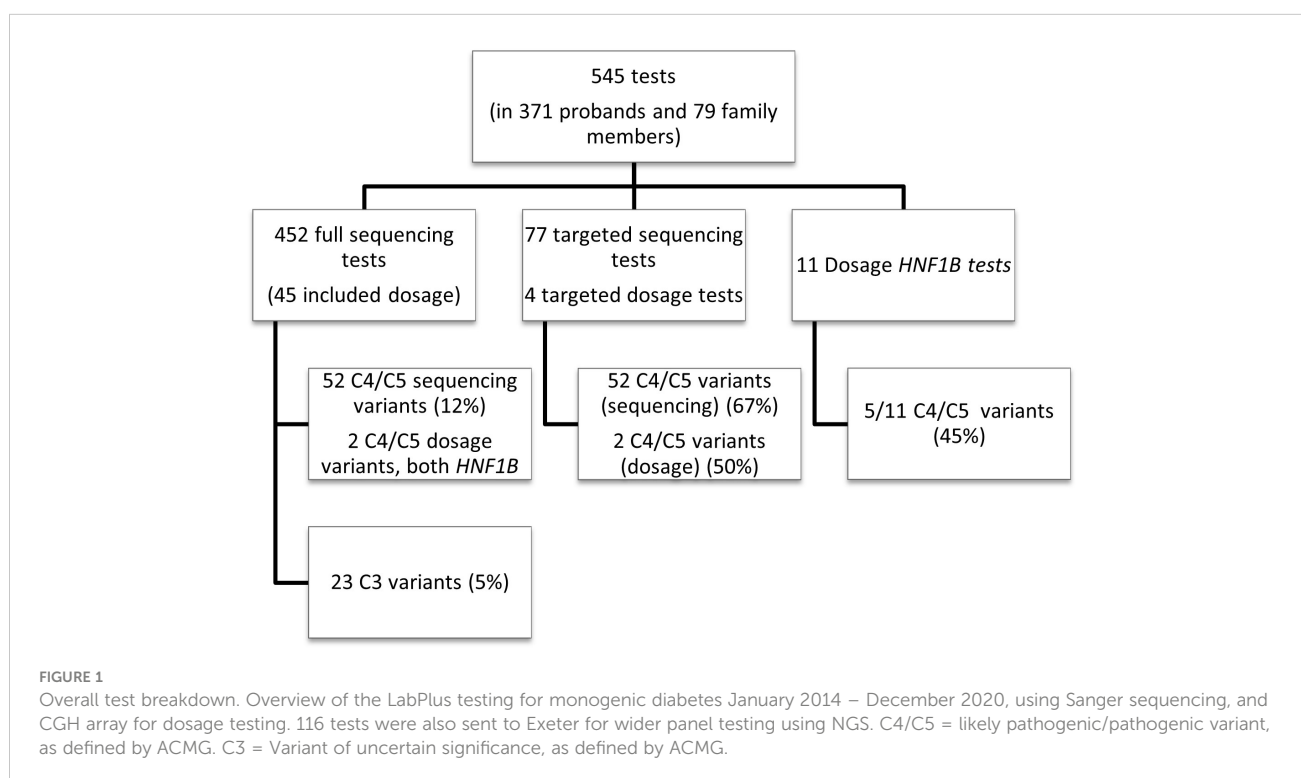 545 tests
(in 371 probands and 79 family
members)
452 full sequencing
tests
(45 included dosage)
77 targeted sequencing
tests
4 targeted dosage tests
11 Dosage HNF1B tests
52 C4/C5 sequencing
variants (12%)
2 C4/C5 dosage
variants, both HNF1B
52 C4/C5 variants
(sequencing) (67%)
2 C4/C5 variants
(dosage) (50%)
5/11 C4/C5 variants
(45%)
23 C3 variants (5%)
FIGURE 1
Overall test breakdown. Overview of the LabPlus testing for monogenic diabetes January 2014 – December 2020, using Sanger sequencing, and
CGH array for dosage testing. 116 tests were also sent to Exeter for wider panel testing using NGS. C4/C5 = likely pathogenic/pathogenic variant,
as defined by ACMG. C3 = Variant of uncertain significance, as defined by ACMG.